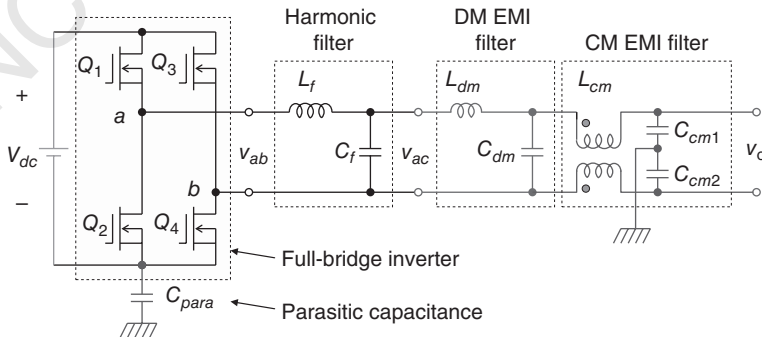 Harmonic
filter
DM EMI
filter
CM EMI filter
Q1
Q3
Lf
Ldm
Lcm
+
a
Vdc
vab
Cf
vac
Cdm
Ccm1
vo
b
Ccm2
–
Q2
Q4
Full-bridge inverter
Cpara
Parasitic capacitance